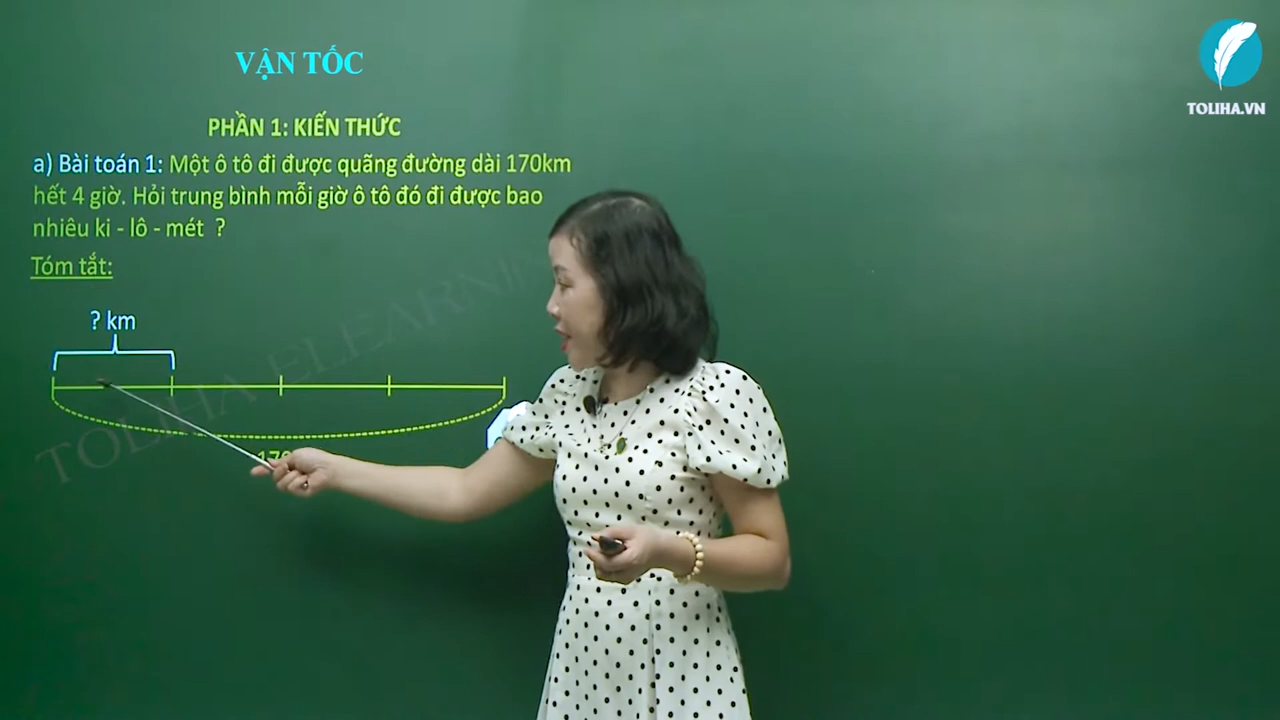 VẬN TỐC
TOLIHA.VN
PHẦN 1: KIẾN THỨC
a) Bài toán 1: Một ô tô đi được quãng đường dài 170km
hết 4 giờ. Hỏi trung bình mỗi giờ ô tô đó đi được bao
nhiêu ki - lô - mét ?
Tóm tắt:
? km
TOLIHA ELEARNI